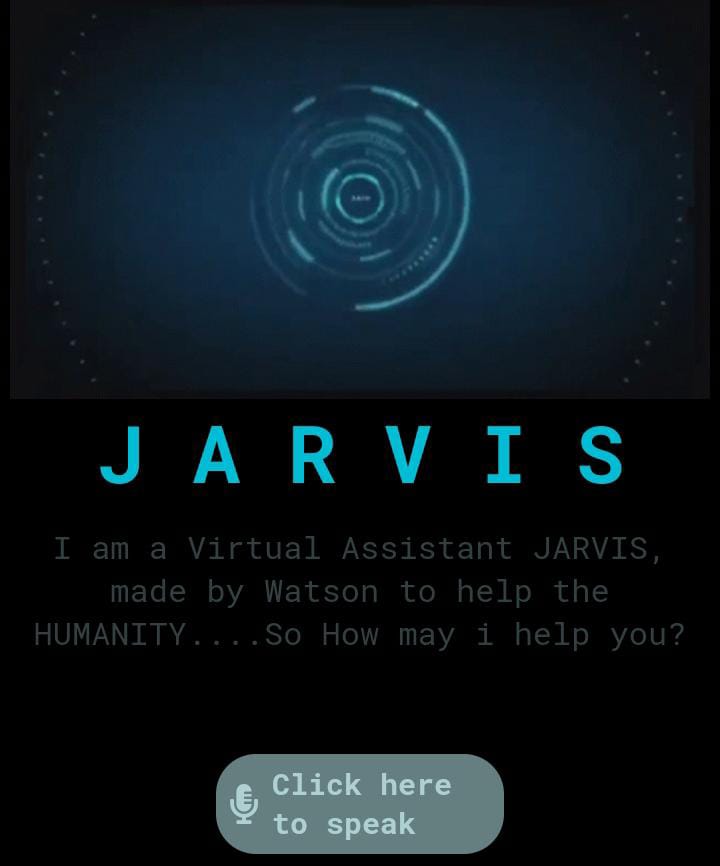 J A R V I S
I am a Virtual Assistant JARVIS,
made by Watson to help the
HUMANITY....So How may i help you?
Click here
to speak